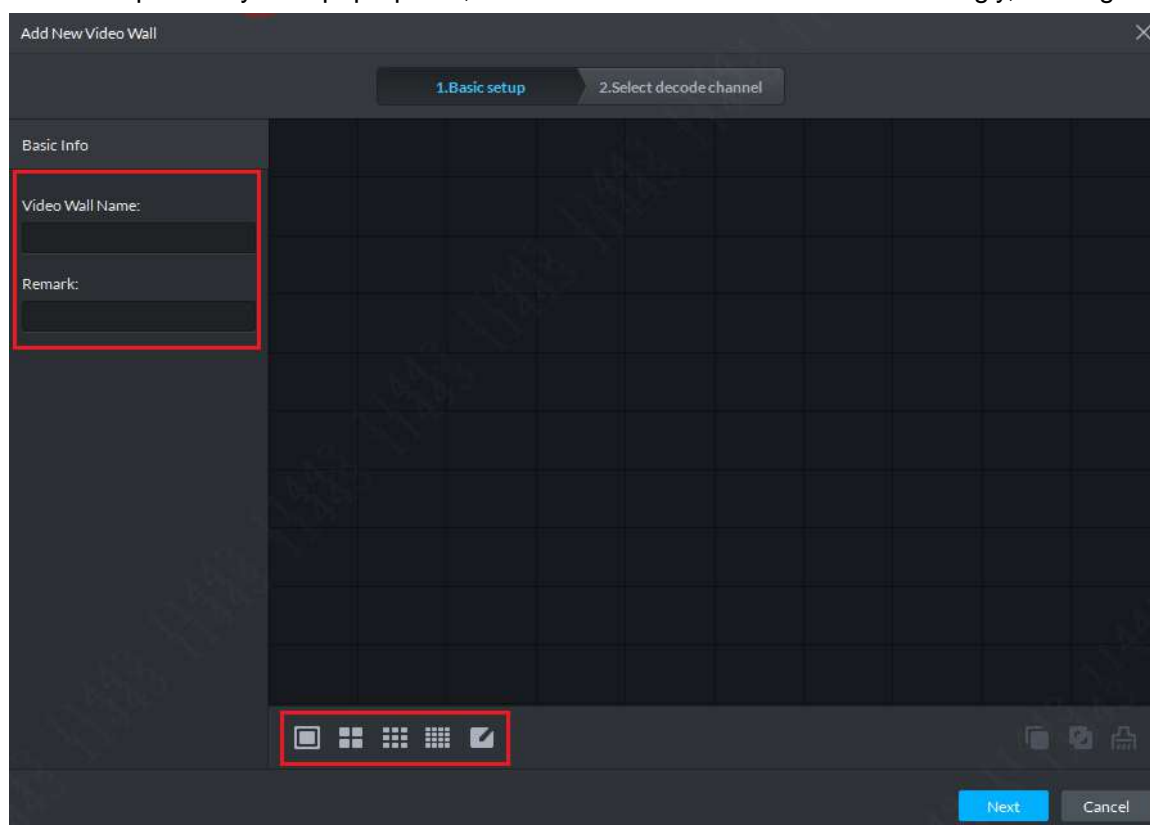 Add New Video Wall
1.Basic setup
2.Select decode channel
Basic Info
Video Wall Name:
Remark:
Next
Cancel